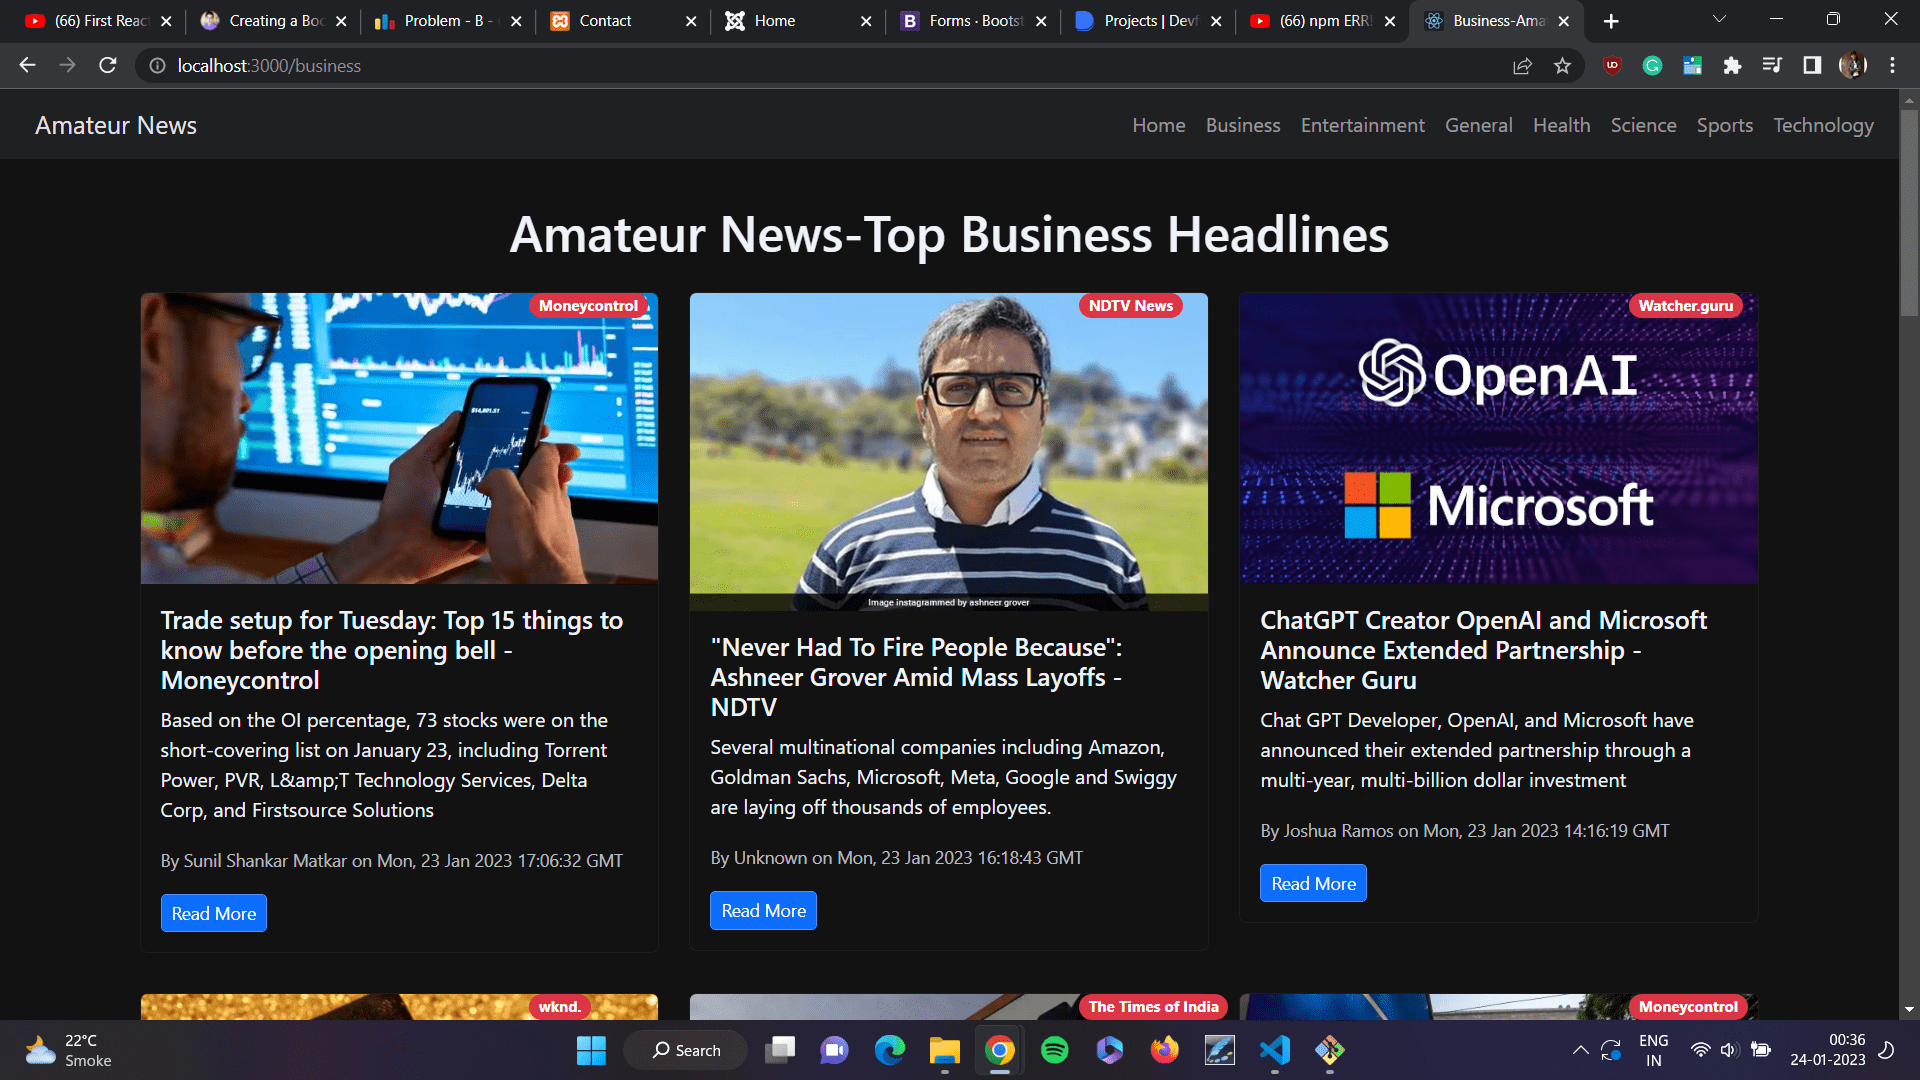 (66) First Reac
Creating a Boo
Problem - B -
Contact
Home
Forms · Bootst
Projects | Devf
(66) npm ERR!
Business-Ama
localhost:3000/business
Amateur News
Home
Business
Entertainment
General
Health
Science
Sports
Technology
Amateur News-Top Business Headlines
Moneycontrol
$14,801.51
Trade setup for Tuesday: Top 15 things to
know before the opening bell -
Moneycontrol
Based on the OI percentage, 73 stocks were on the
short-covering list on January 23, including Torrent
Power, PVR, L&amp;T Technology Services, Delta
Corp, and Firstsource Solutions
By Sunil Shankar Matkar on Mon, 23 Jan 2023 17:06:32 GMT
Read More
NDTV News
Image instagrammed by ashneer.grover
"Never Had To Fire People Because":
Ashneer Grover Amid Mass Layoffs -
NDTV
Several multinational companies including Amazon,
Goldman Sachs, Microsoft, Meta, Google and Swiggy
are laying off thousands of employees.
By Unknown on Mon, 23 Jan 2023 16:18:43 GMT
Read More
Watcher.guru
OpenAI
Microsoft
ChatGPT Creator OpenAI and Microsoft
Announce Extended Partnership -
Watcher Guru
Chat GPT Developer, OpenAI, and Microsoft have
announced their extended partnership through a
multi-year, multi-billion dollar investment
By Joshua Ramos on Mon, 23 Jan 2023 14:16:19 GMT
Read More
wknd.
The Times of India
Moneycontrol
22°C
Smoke
Search
ENG
IN
00:36
24-01-2023